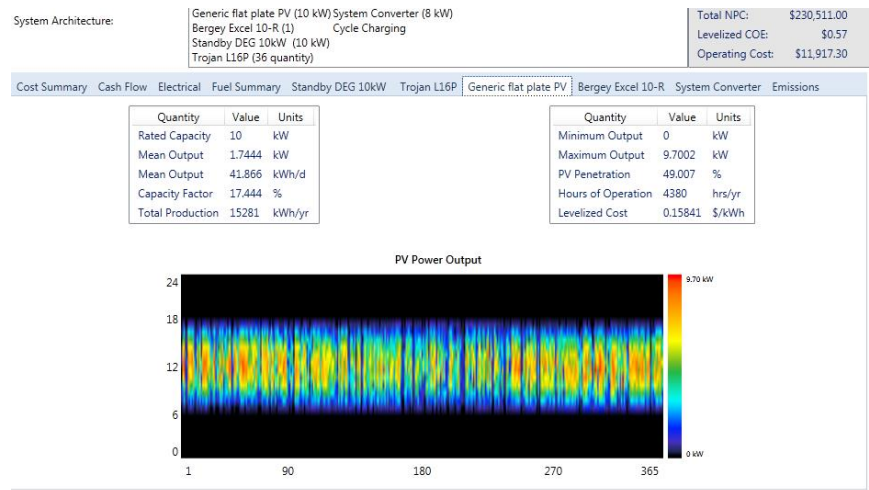 System Architecture:
Generic flat plate PV (10 kW) System Converter (8 kW)
Bergey Excel 10-R (1) Cycle Charging
Standby DEG 10kW (10 kW)
Trojan L16P (36 quantity)
Total NPC: $230,511.00
Levelized COE: $0.57
Operating Cost: $11,917.30
Cost Summary Cash Flow Electrical Fuel Summary Standby DEG 10kW Trojan L16P Generic flat plate PV Bergey Excel 10-R System Converter Emissions
Quantity Value Units
Rated Capacity 10 kW
Mean Output 1.7444 kW
Mean Output 41.866 kWh/d
Capacity Factor 17.444 %
Total Production 15281 kWh/yr
Quantity Value Units
Minimum Output 0 kW
Maximum Output 9.7002 kW
PV Penetration 49.007 %
Hours of Operation 4380 hrs/yr
Levelized Cost 0.15841 $/kWh
PV Power Output
24
18
12
6
0
1 90 180 270 365
9.70 kW
0 kW